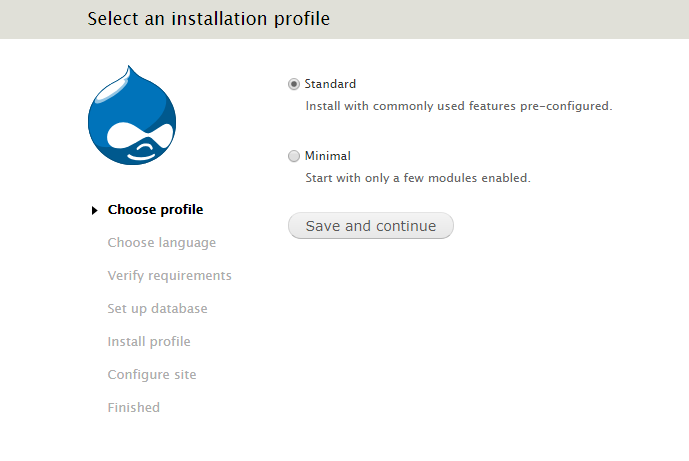 Select an installation profile
Standard
Install with commonly used features pre-configured.
Minimal
Start with only a few modules enabled.
Save and continue
Choose profile
Choose language
Verify requirements
Set up database
Install profile
Configure site
Finished